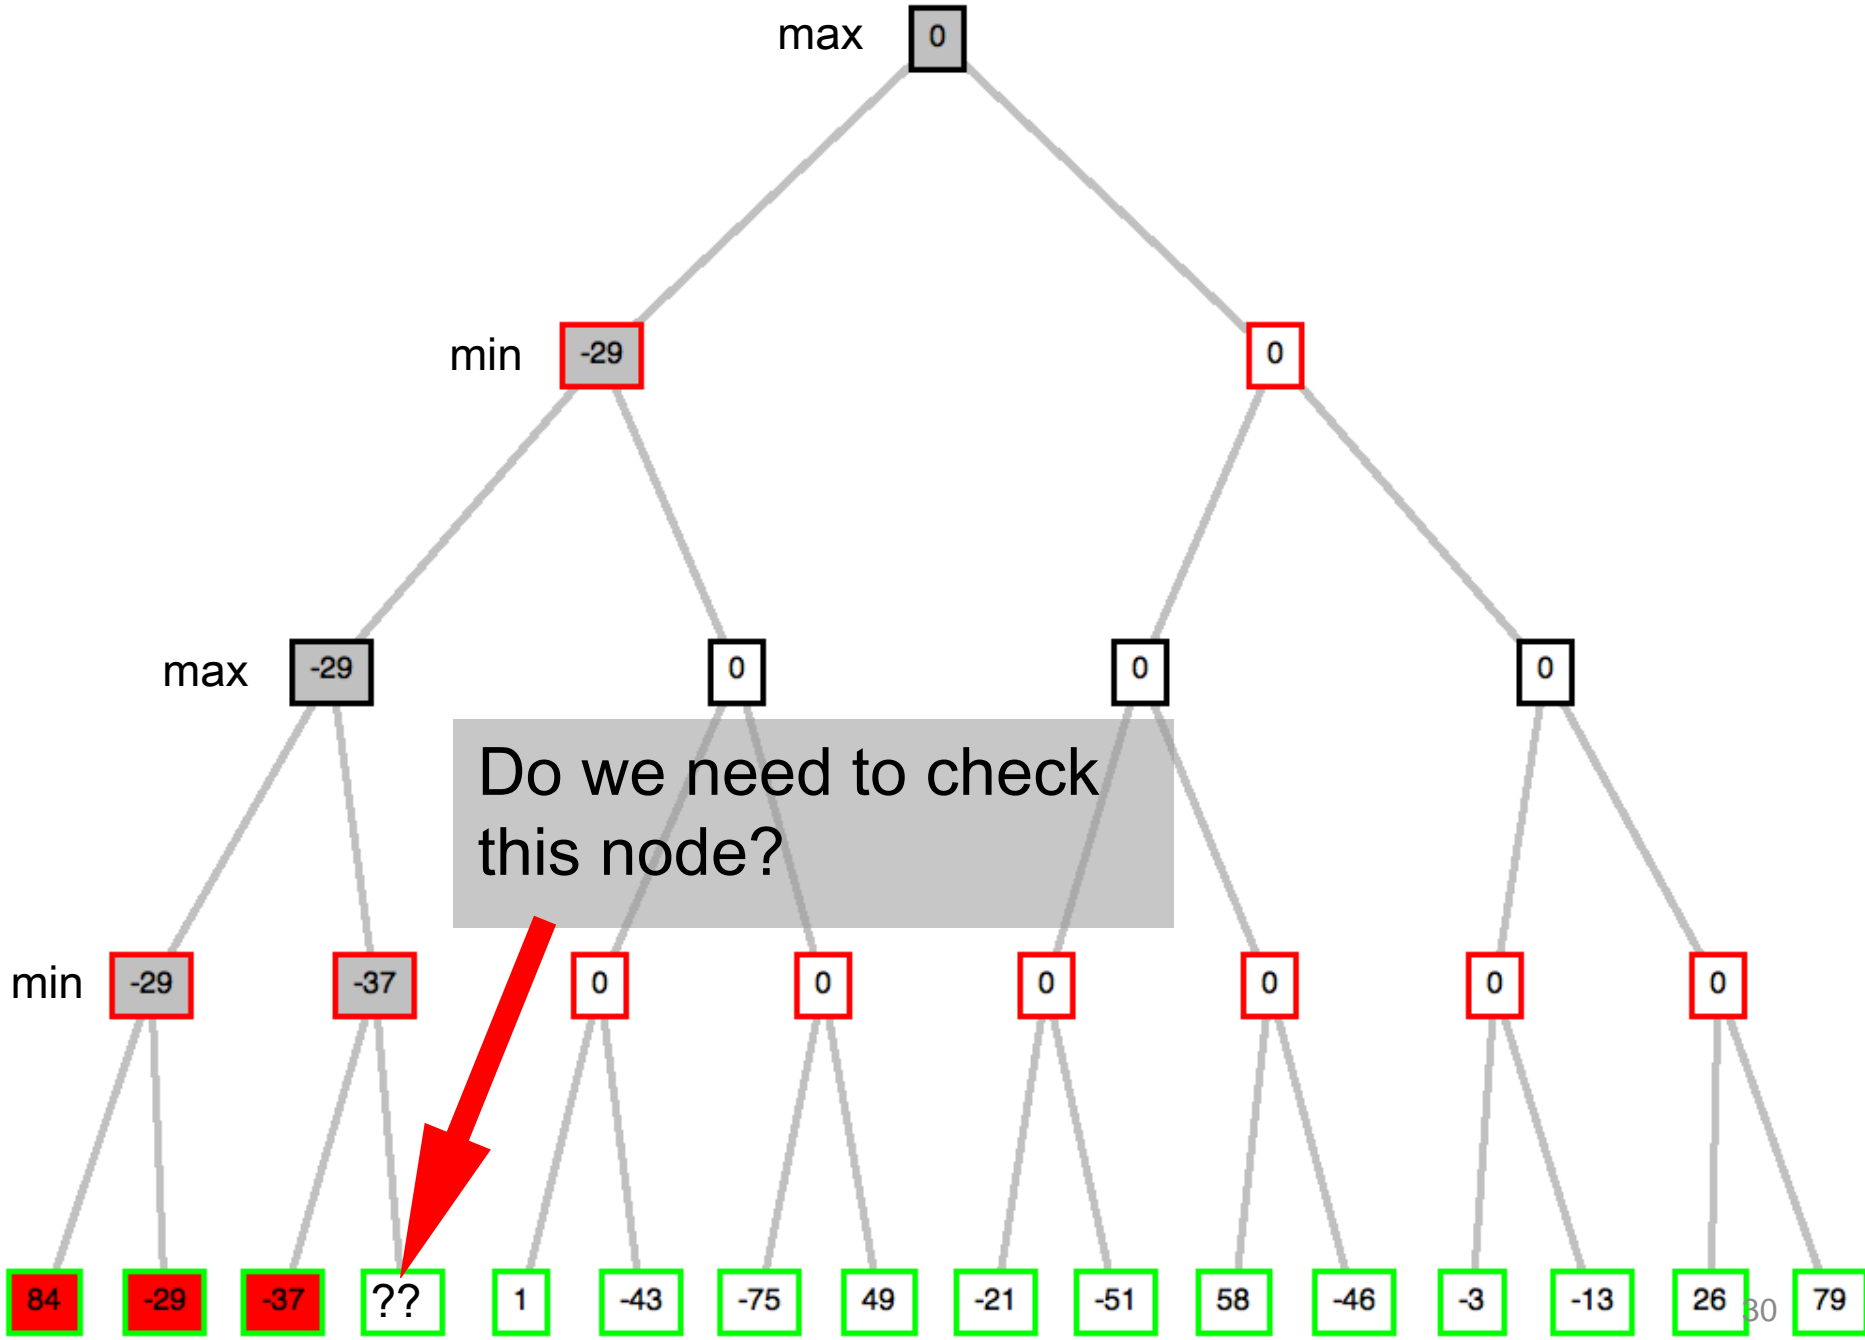 max 0
min -29 0
max -29 0 0 0
Do we need to check
this node?
min -29 -37 0 0 0 0 0 0
84 -29 -37 ?? 1 -43 -75 49 -21 -51 58 -46 -3 -13 26 30 79